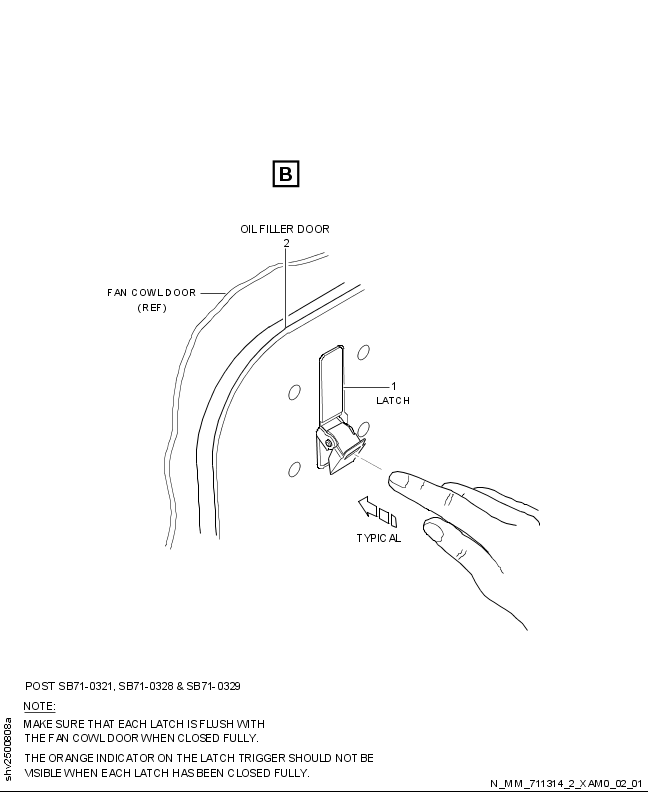 B
OIL FILLER DOOR
2
FAN COWL DOOR
(REF)
1
LATCH
TYPICAL
POST SB71-0321, SB71-0328 & SB71-0329
NOTE:
MAKE SURE THAT EACH LATCH IS FLUSH WITH
THE FAN COWL DOOR WHEN CLOSED FULLY.
THE ORANGE INDICATOR ON THE LATCH TRIGGER SHOULD NOT BE
VISIBLE WHEN EACH LATCH HAS BEEN CLOSED FULLY.
shv2500808a
N_MM_711314_2_XAM0_02_01